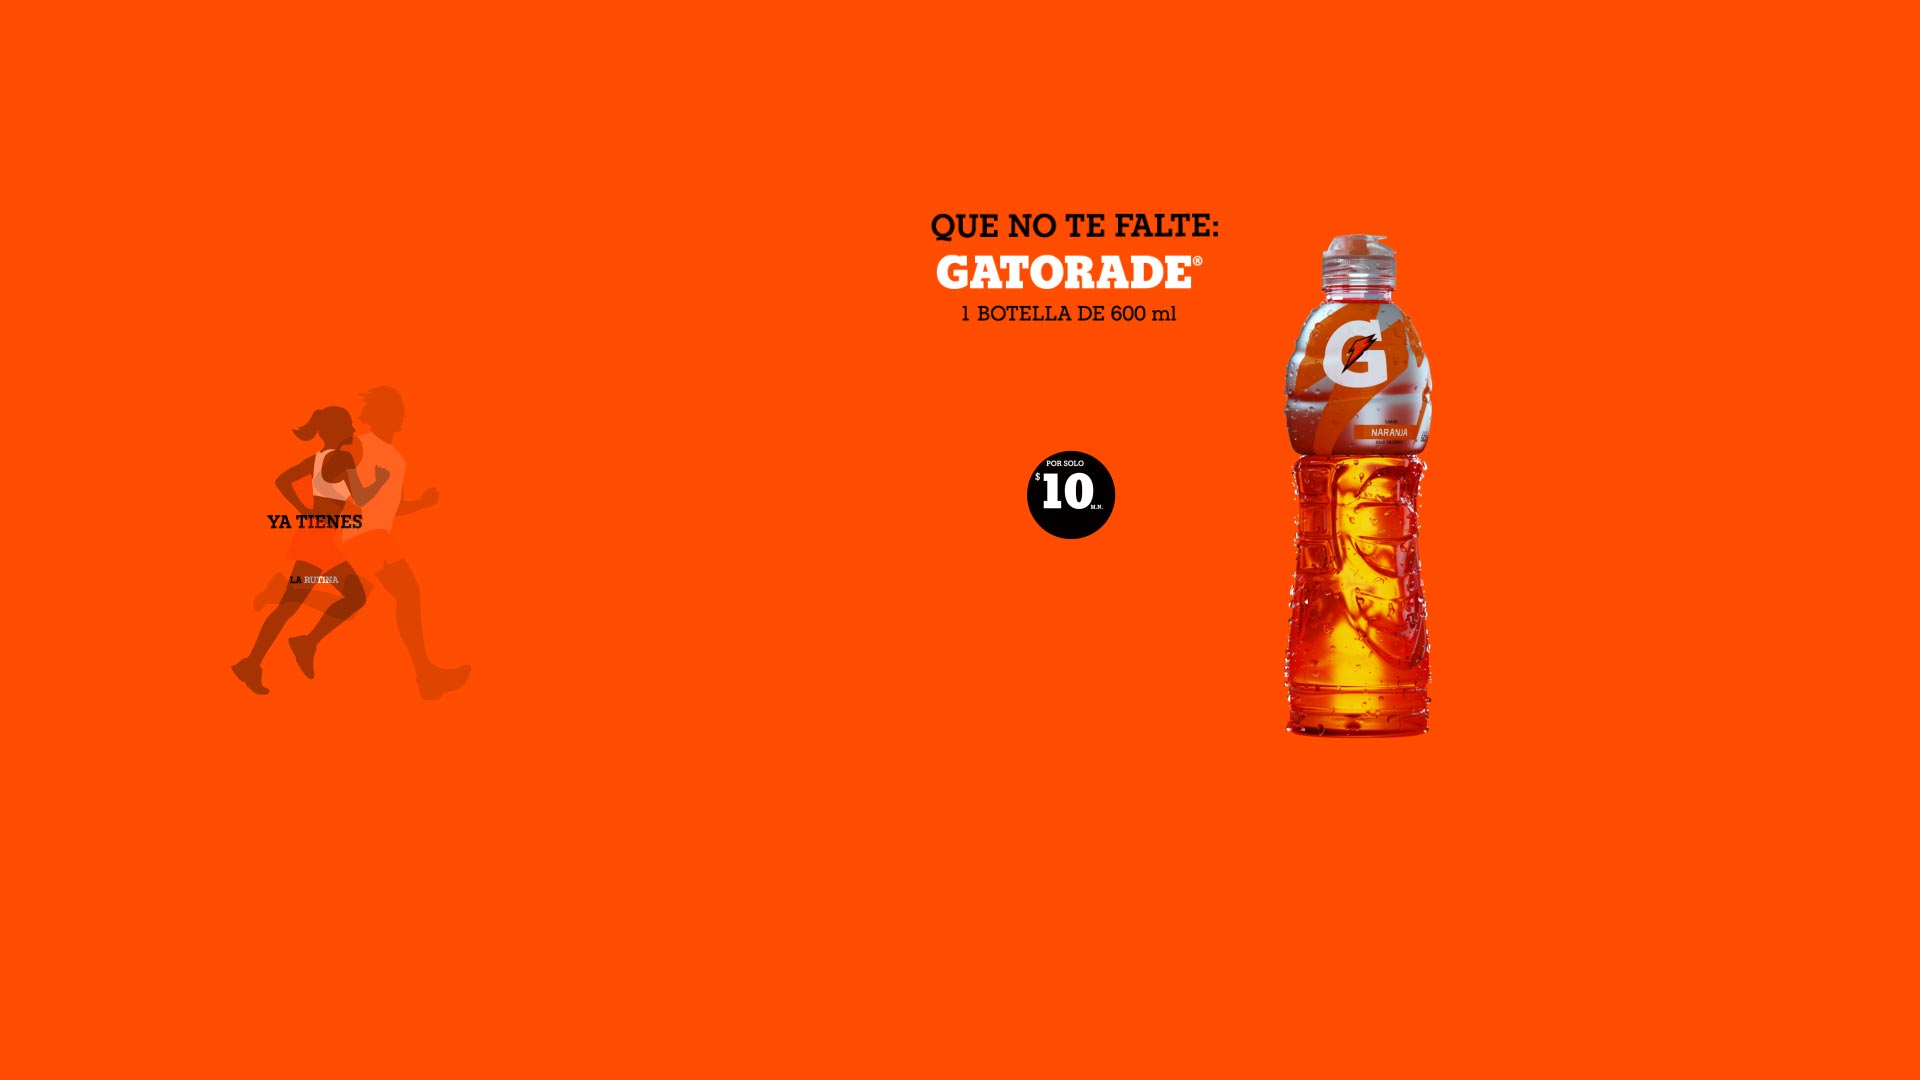 YA TIENES
LA RUTINA
QUE NO TE FALTE:
GATORADE®
1 BOTELLA DE 600 ml
POR SOLO
$10 M.N.
G
NARANJA